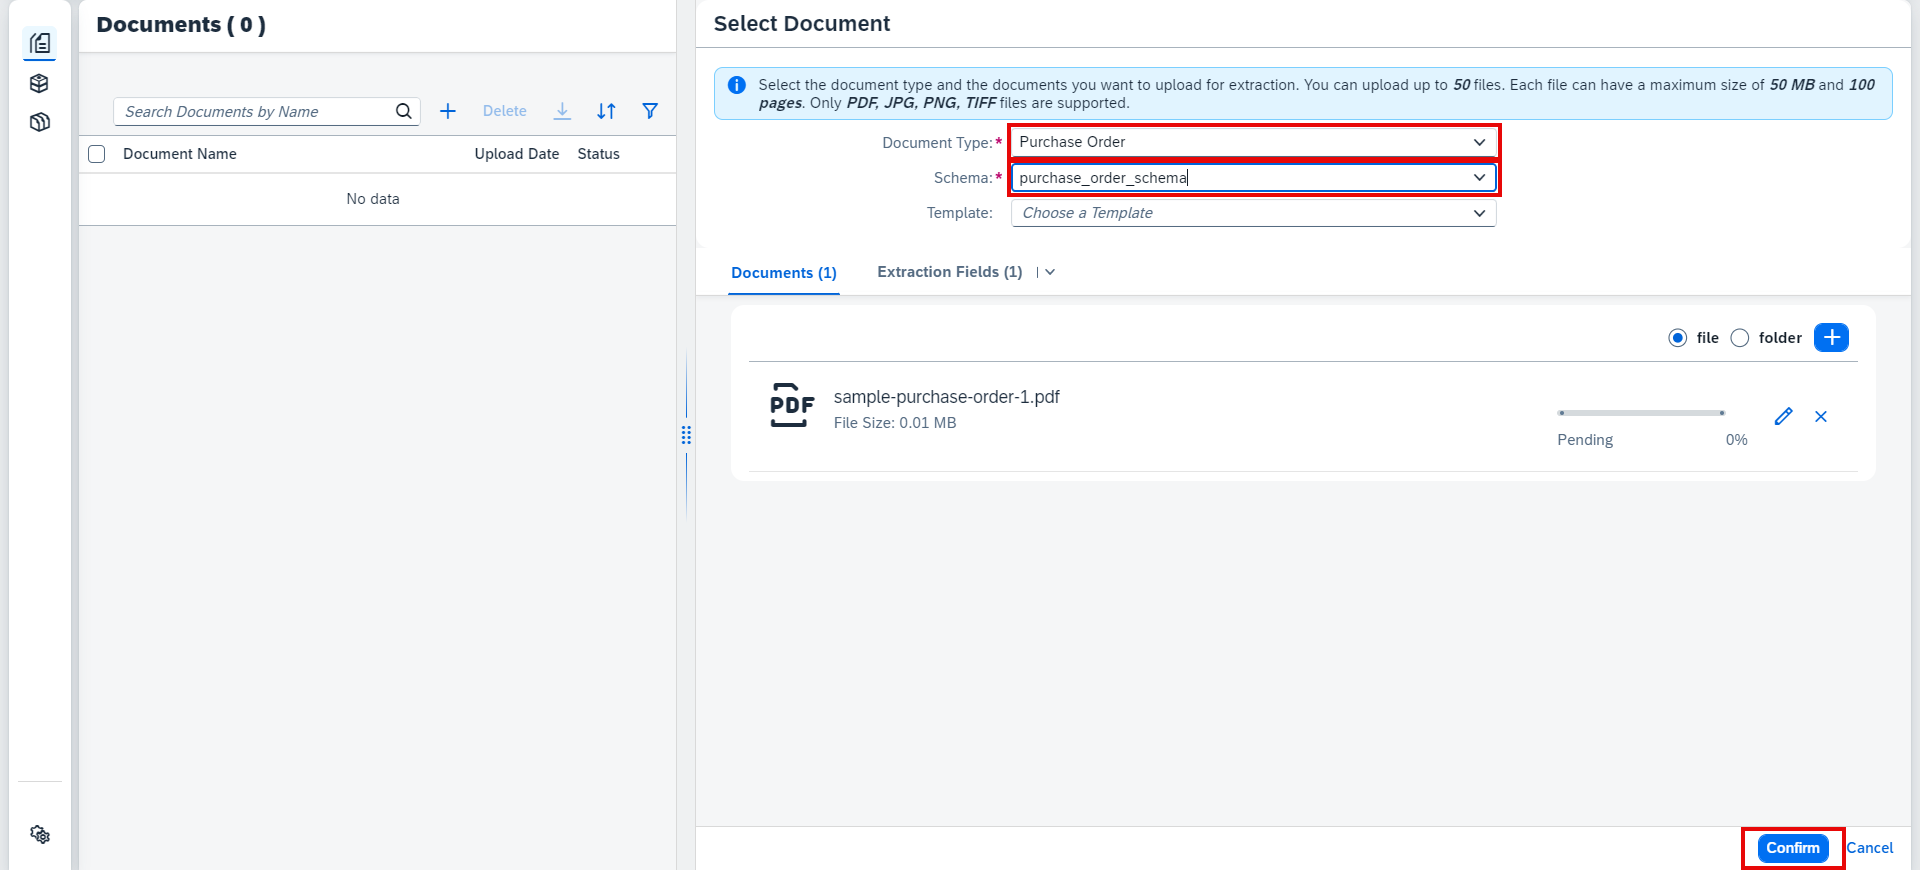 Documents ( 0 )
Search Documents by Name
Delete
Document Name
Upload Date
Status
No data
Select Document
Select the document type and the documents you want to upload for extraction. You can upload up to 50 files. Each file can have a maximum size of 50 MB and 100
pages. Only PDF, JPG, PNG, TIFF files are supported.
Document Type:* Purchase Order
Schema:* purchase_order_schema
Template: Choose a Template
Documents (1)
Extraction Fields (1)
file
folder
PDF
sample-purchase-order-1.pdf
File Size: 0.01 MB
Pending
0%
Confirm
Cancel